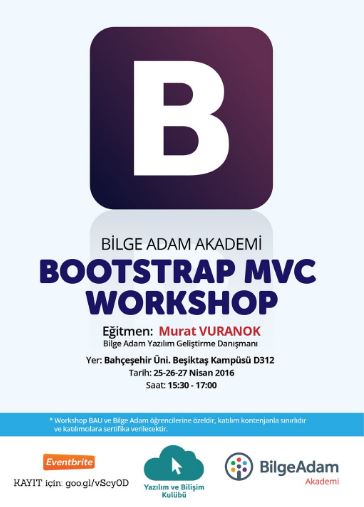 B
BİLGE ADAM AKADEMİ
BOOTSTRAP MVC
WORKSHOP
Eğitmen: Murat VURANOK
Bilge Adam Yazılım Geliştirme Danışmanı
Yer: Bahçeşehir Üni. Beşiktaş Kampüsü D312
Tarih: 25-26-27 Nisan 2016
Saat: 15:30 - 17:00
* Workshop BAU ve Bilge Adam öğrencilerine özeldir, katılım kontenjanla sınırlıdır
ve katılımcılara sertifika verilecektir.
Eventbrite
KAYIT için: goo.gl/vScyOD
Yazılım ve Bilişim
Kulübü
BilgeAdam
Akademi